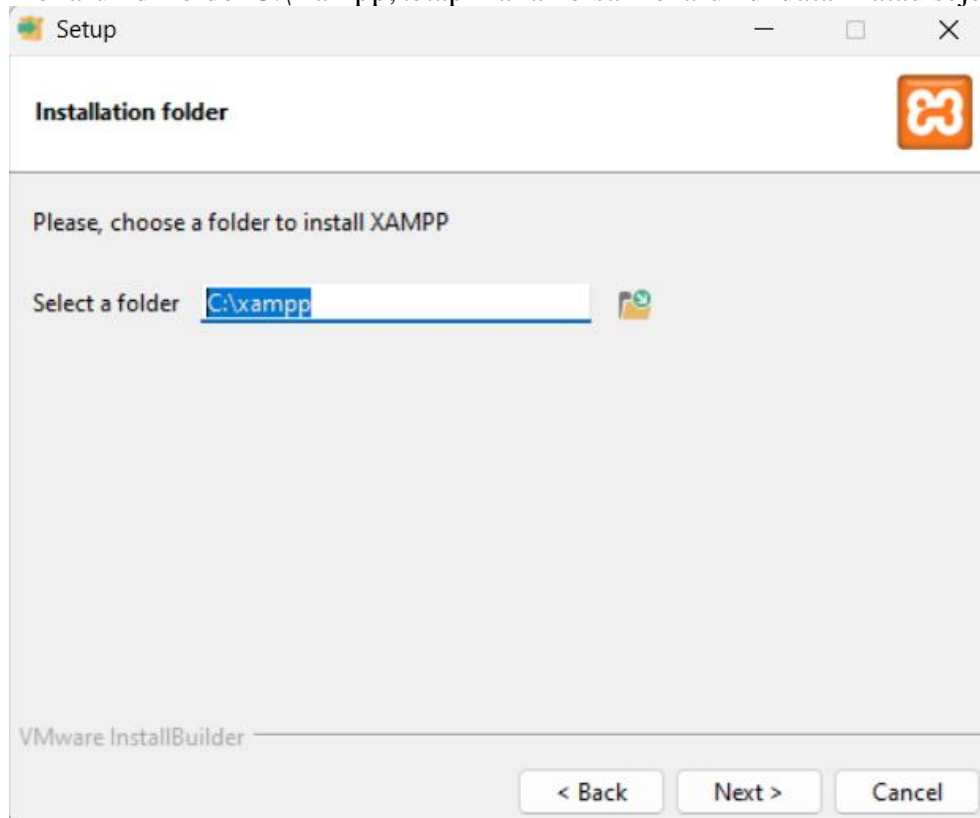 Setup
Installation folder
Please, choose a folder to install XAMPP
Select a folder C:\xampp
VMware InstallBuilder
< Back Next > Cancel